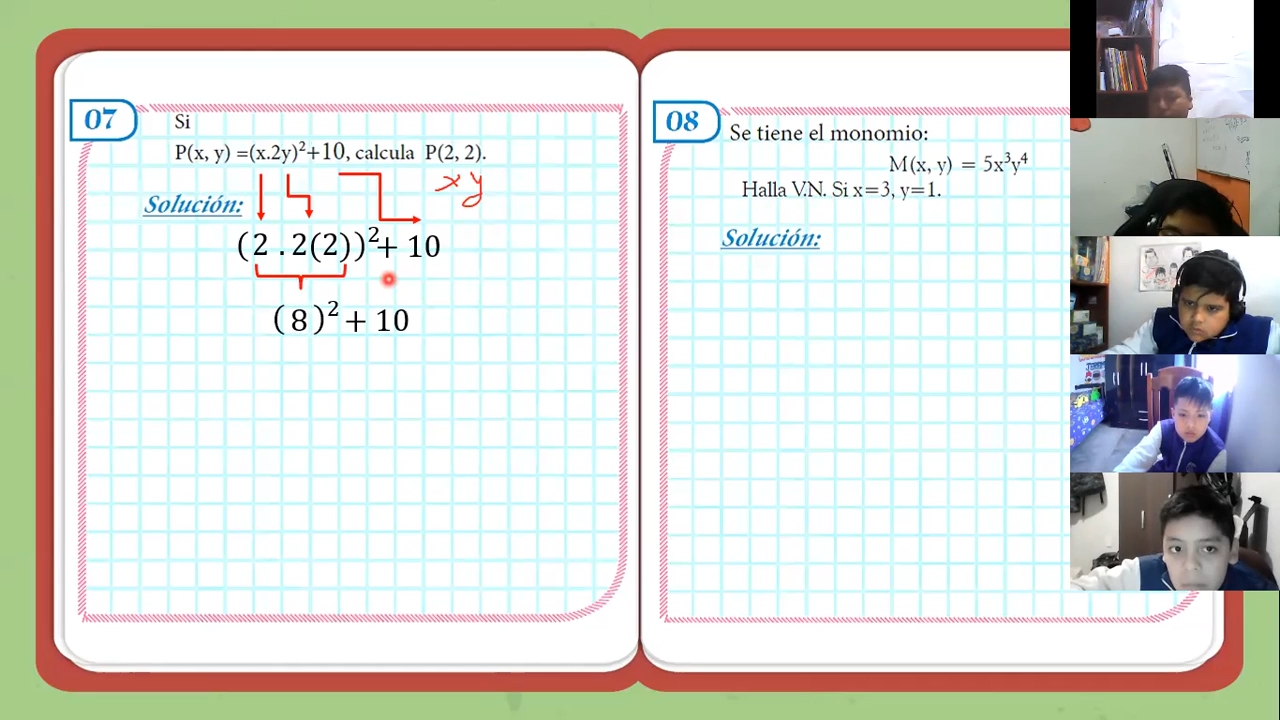 07
Si
P(x, y) =(x.2y)²+10, calcula P(2, 2).
x y
Solución:
(2 . 2(2))²+ 10
(8)² + 10
08
Se tiene el monomio:
M(x, y) = 5x³y⁴
Halla V.N. Si x=3, y=1.
Solución: